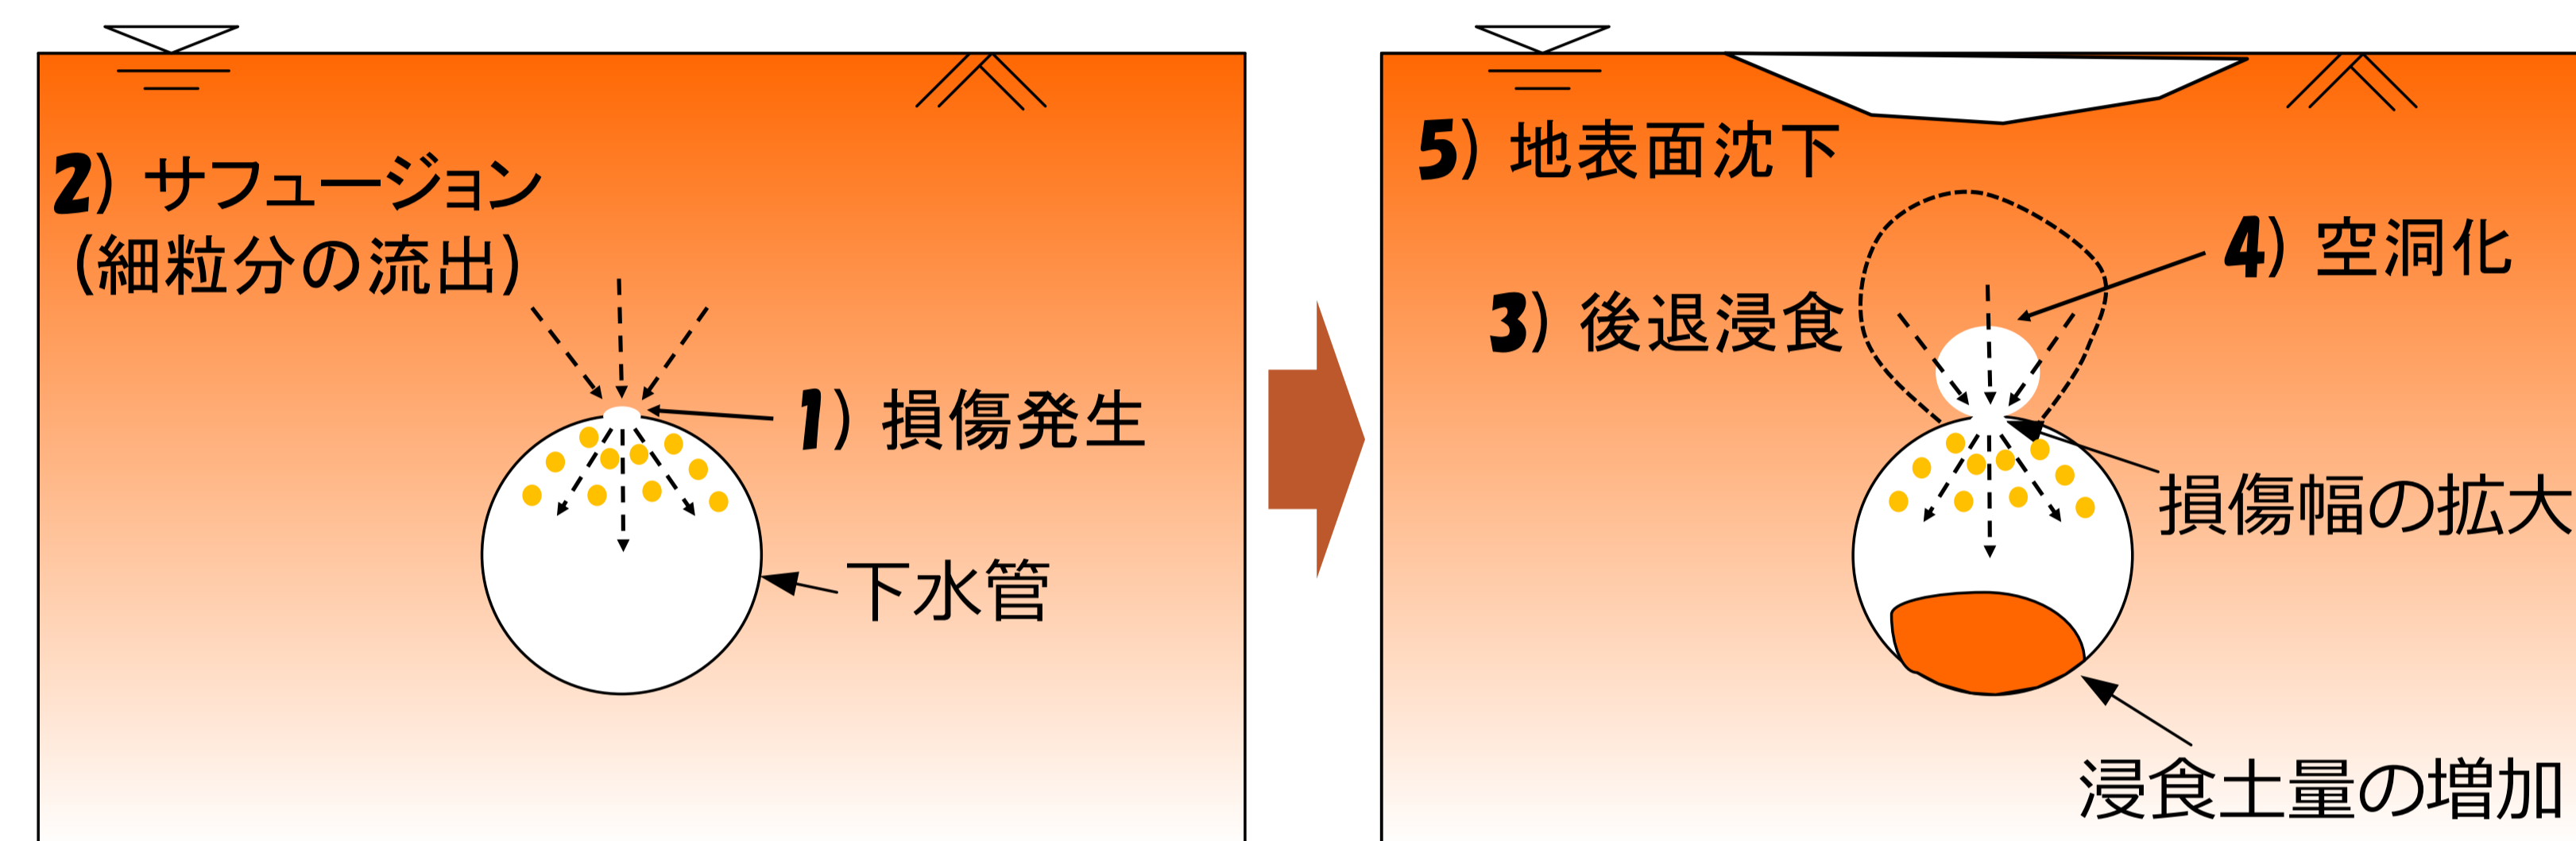 2) サフュージョン
(細粒分の流出)
1) 損傷発生
下水管
5) 地表面沈下
4) 空洞化
3) 後退浸食
損傷幅の拡大
浸食土量の増加